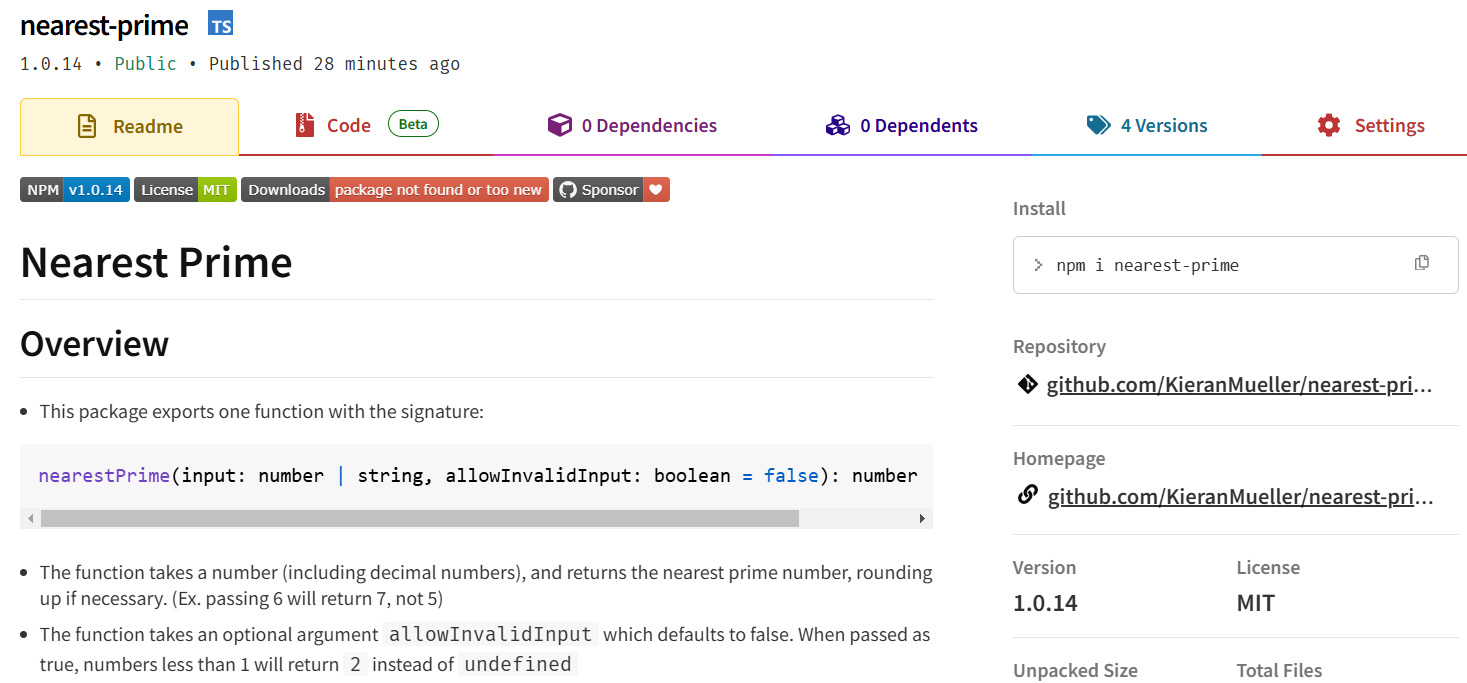 nearest-prime TS
1.0.14 • Public • Published 28 minutes ago
Readme
Code Beta
0 Dependencies
0 Dependents
4 Versions
Settings
NPM v1.0.14 License MIT Downloads package not found or too new Sponsor
Nearest Prime
Overview
• This package exports one function with the signature:
nearestPrime(input: number | string, allowInvalidInput: boolean = false): number
• The function takes a number (including decimal numbers), and returns the nearest prime number, rounding
up if necessary. (Ex. passing 6 will return 7, not 5)
• The function takes an optional argument allowInvalidInput which defaults to false. When passed as
true, numbers less than 1 will return 2 instead of undefined
Install
> npm i nearest-prime
Repository
github.com/KieranMueller/nearest-pri...
Homepage
github.com/KieranMueller/nearest-pri...
Version
License
1.0.14
MIT
Unpacked Size
Total Files